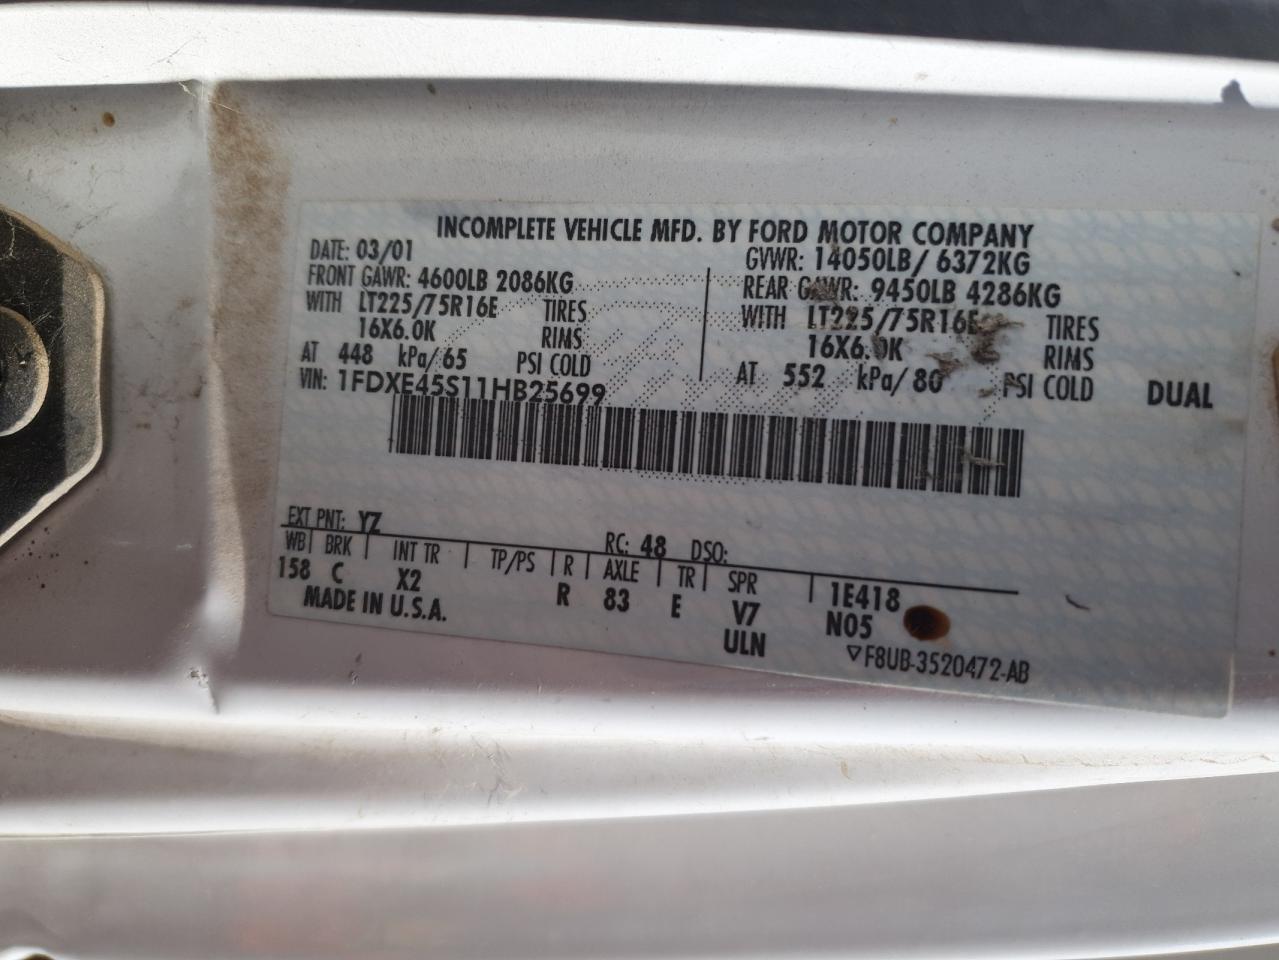 INCOMPLETE VEHICLE MFD. BY FORD MOTOR COMPANY
DATE: 03/01 GVWR: 14050LB/ 6372KG
FRONT GAWR: 4600LB 2086KG REAR GAWR: 9450LB 4286KG
WITH LT225/75R16E TIRES WITH LT225/75R16E TIRES
16X6.0K RIMS 16X6.0K RIMS
AT 448 kPa/65 PSI COLD AT 552 kPa/80 PSI COLD DUAL
VIN: 1FDXE45S11HB25699
EXT PNT: YZ RC: 48 DSO:
WB BRK INT TR TP/PS R AXLE TR SPR
158 C X2 R 83 E V7 1E418
MADE IN U.S.A. ULN N05
F8UB-3520472-AB